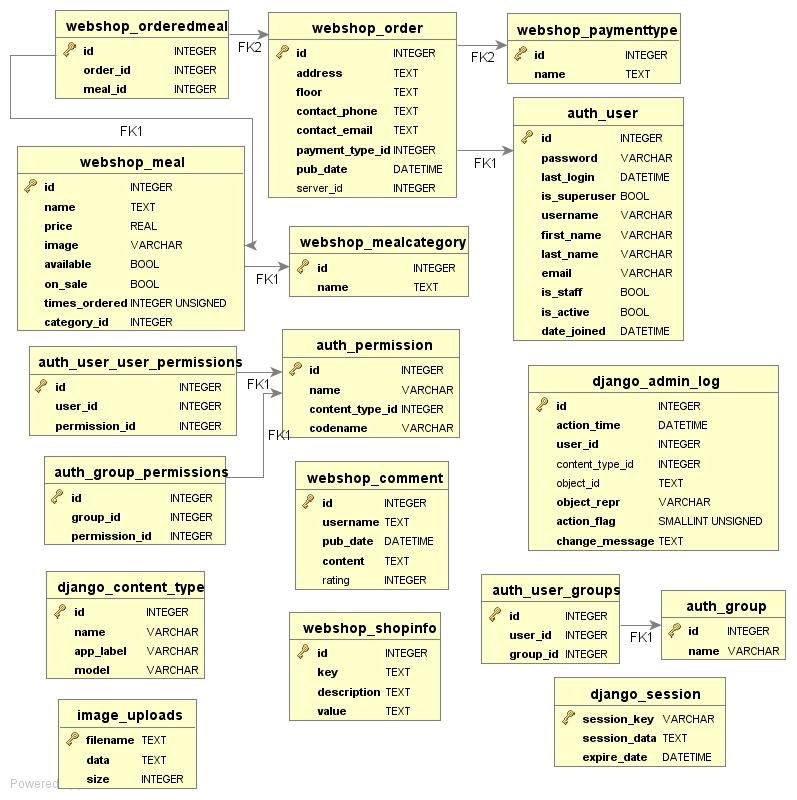 webshop_orderedmeal
id INTEGER
order_id INTEGER
meal_id INTEGER
FK2
webshop_order
id INTEGER
address TEXT
floor TEXT
contact_phone TEXT
contact_email TEXT
payment_type_id INTEGER
pub_date DATETIME
server_id INTEGER
FK2
webshop_paymenttype
id INTEGER
name TEXT
FK1
FK1
auth_user
id INTEGER
password VARCHAR
last_login DATETIME
is_superuser BOOL
username VARCHAR
first_name VARCHAR
last_name VARCHAR
email VARCHAR
is_staff BOOL
is_active BOOL
date_joined DATETIME
webshop_meal
id INTEGER
name TEXT
price REAL
image VARCHAR
available BOOL
on_sale BOOL
times_ordered INTEGER UNSIGNED
category_id INTEGER
FK1
webshop_mealcategory
id INTEGER
name TEXT
auth_user_user_permissions
id INTEGER
user_id INTEGER
permission_id INTEGER
FK1
auth_permission
id INTEGER
name VARCHAR
content_type_id INTEGER
codename VARCHAR
FK1
django_admin_log
id INTEGER
action_time DATETIME
user_id INTEGER
content_type_id INTEGER
object_id TEXT
object_repr VARCHAR
action_flag SMALLINT UNSIGNED
change_message TEXT
auth_group_permissions
id INTEGER
group_id INTEGER
permission_id INTEGER
webshop_comment
id INTEGER
username TEXT
pub_date DATETIME
content TEXT
rating INTEGER
django_content_type
id INTEGER
name VARCHAR
app_label VARCHAR
model VARCHAR
webshop_shopinfo
id INTEGER
key TEXT
description TEXT
value TEXT
auth_user_groups
id INTEGER
user_id INTEGER
group_id INTEGER
FK1
auth_group
id INTEGER
name VARCHAR
image_uploads
filename TEXT
data TEXT
size INTEGER
django_session
session_key VARCHAR
session_data TEXT
expire_date DATETIME
Powered